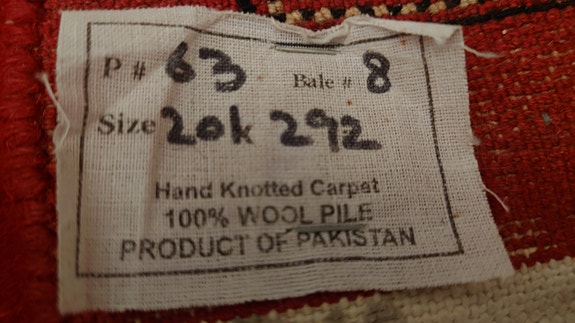 P # 63 Bale # 8
Size 20k 292
Hand Knotted Carpet
100% WOOL PILE
PRODUCT OF PAKISTAN